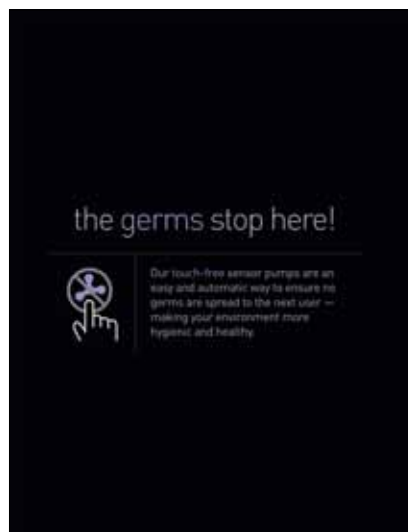 the germs stop here!
Our touch-free sensor pumps are an
easy and automatic way to ensure no
germs are spread to the next user —
making your environment more
hygienic and healthy.